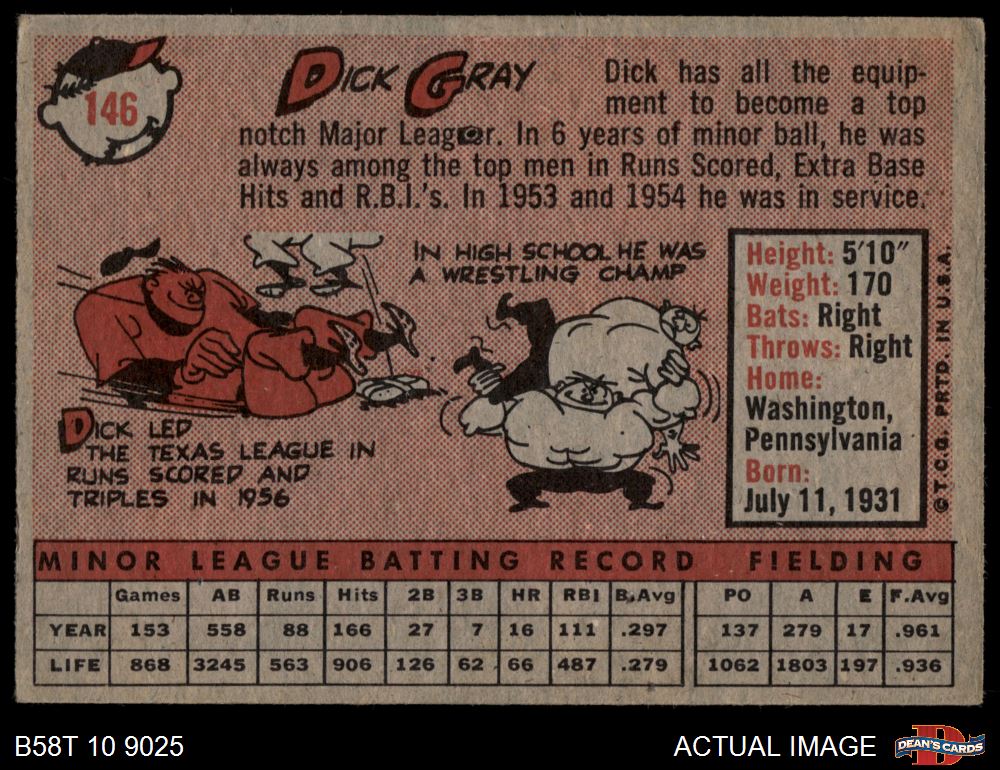 146
DICK GRAY
Dick has all the equip-
ment to become a top
notch Major Leaguer. In 6 years of minor ball, he was
always among the top men in Runs Scored, Extra Base
Hits and R.B.I.'s. In 1953 and 1954 he was in service.
IN HIGH SCHOOL HE WAS
A WRESTLING CHAMP
DICK LED
THE TEXAS LEAGUE IN
RUNS SCORED AND
TRIPLES IN 1956
Height: 5'10"
Weight: 170
Bats: Right
Throws: Right
Home:
Washington,
Pennsylvania
Born:
July 11, 1931
© T.C.G. PRTD. IN U.S.A.
MINOR LEAGUE BATTING RECORD FIELDING
Games AB Runs Hits 2B 3B HR RBI B.Avg PO A E F.Avg
YEAR 153 558 88 166 27 7 16 111 .297 137 279 17 .961
LIFE 868 3245 563 906 126 62 66 487 .279 1062 1803 197 .936
B58T 10 9025
ACTUAL IMAGE
D
DEAN'S CARDS